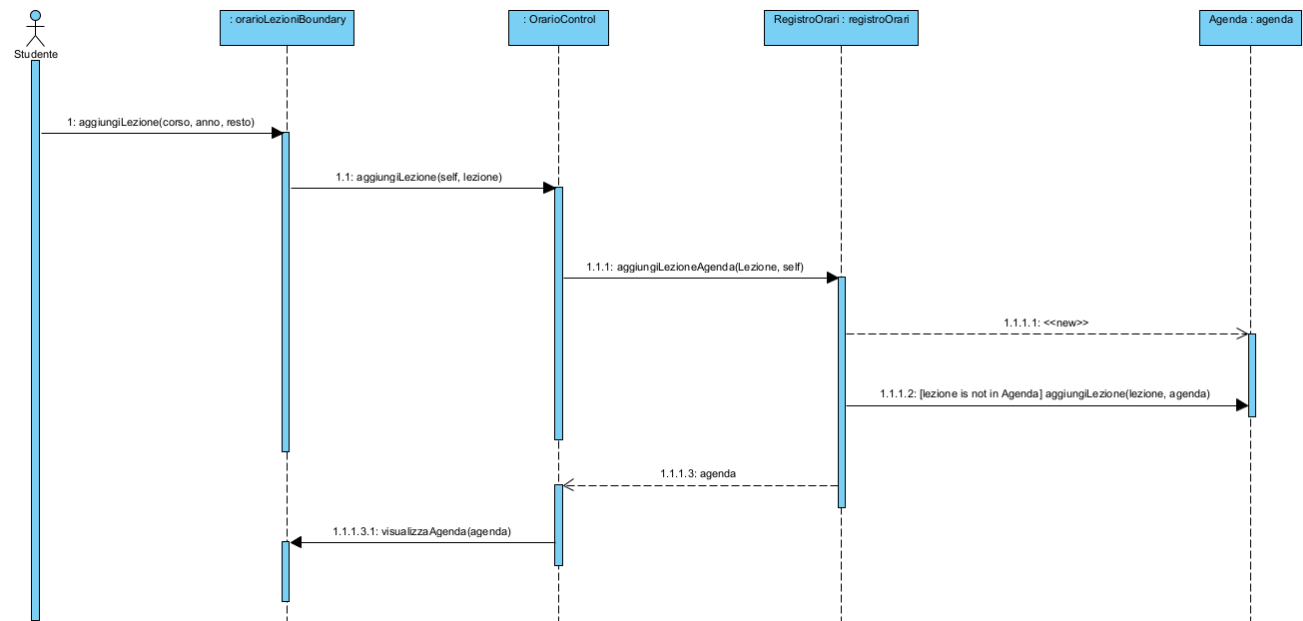 : orarioLezioniBoundary
: OrarioControl
RegistroOrari : registroOrari
Agenda : agenda
Studente
1: aggiungiLezione(corso, anno, resto)
1.1: aggiungiLezione(self, lezione)
1.1.1: aggiungiLezioneAgenda(Lezione, self)
1.1.1.1: <<new>>
1.1.1.2: [lezione is not in Agenda] aggiungiLezione(lezione, agenda)
1.1.1.3: agenda
1.1.1.3.1: visualizzaAgenda(agenda)